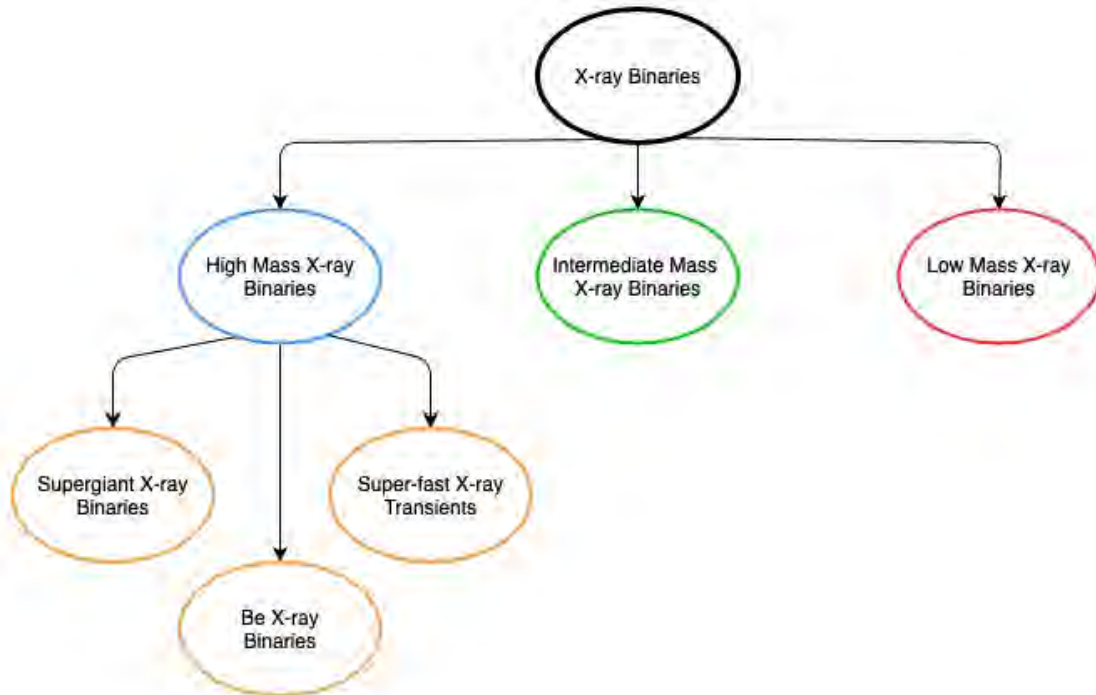 X-ray Binaries
High Mass X-ray
Binaries
Intermediate Mass
X-ray Binaries
Low Mass X-ray
Binaries
Supergiant X-ray
Binaries
Super-fast X-ray
Transients
Be X-ray
Binaries